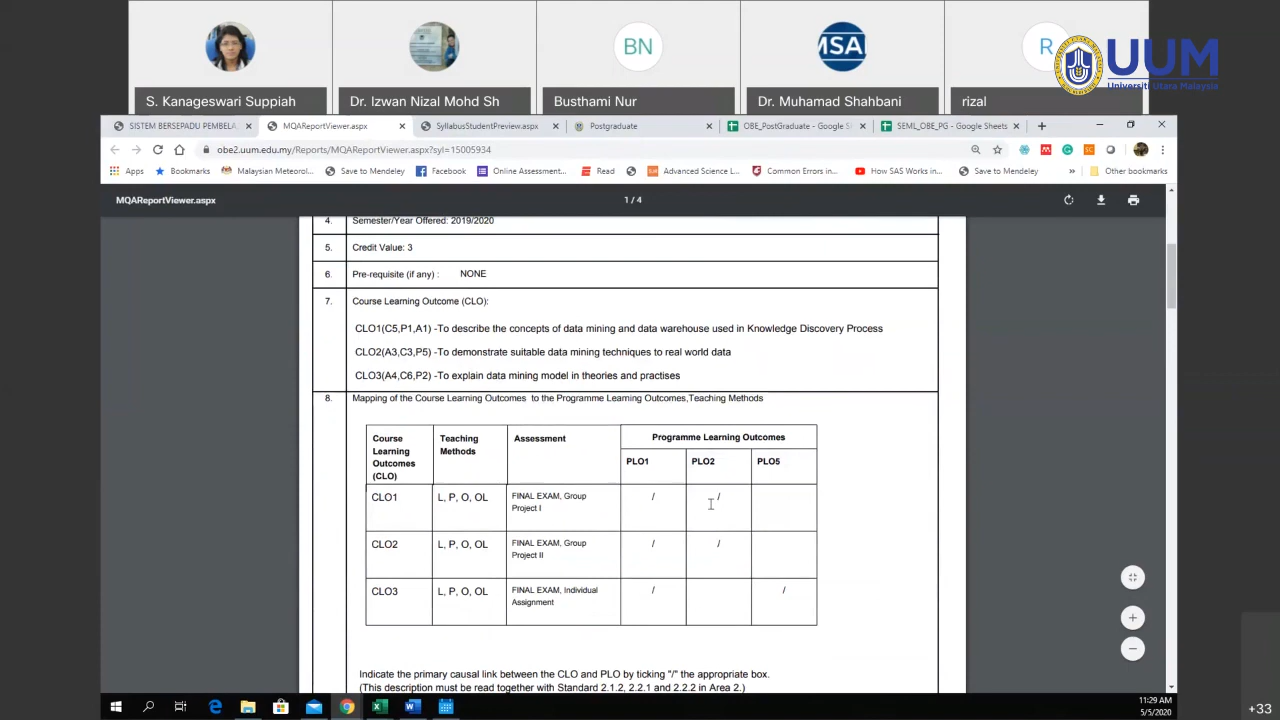 BN
MSA
R
UUM
Universiti Utara Malaysia
S. Kanageswari Suppiah
Dr. Izwan Nizal Mohd Sh
Busthami Nur
Dr. Muhamad Shahbani
rizal
SISTEM BERSEPADU PEMBELA
MQAReportViewer.aspx
SyllabusStudentPreview.aspx
Postgraduate
OBE_PostGraduate - Google S
SEML_OBE_PG - Google Sheets
obe2.uum.edu.my/Reports/MQAReportViewer.aspx?syl=15005934
Apps
Bookmarks
Malaysian Meteorol...
Save to Mendeley
Facebook
Online Assessment...
Read
Advanced Science L...
Common Errors in...
How SAS Works in...
Save to Mendeley
Other bookmarks
MQAReportViewer.aspx
1 / 4
4. Semester/Year Offered: 2019/2020
5. Credit Value: 3
6. Pre-requisite (if any) : NONE
7. Course Learning Outcome (CLO):
CLO1(C5,P1,A1) -To describe the concepts of data mining and data warehouse used in Knowledge Discovery Process
CLO2(A3,C3,P5) -To demonstrate suitable data mining techniques to real world data
CLO3(A4,C6,P2) -To explain data mining model in theories and practises
8. Mapping of the Course Learning Outcomes to the Programme Learning Outcomes,Teaching Methods
Course Learning Outcomes (CLO)
Teaching Methods
Assessment
Programme Learning Outcomes
PLO1 PLO2 PLO5
CLO1 L, P, O, OL FINAL EXAM, Group Project I / /
CLO2 L, P, O, OL FINAL EXAM, Group Project II / /
CLO3 L, P, O, OL FINAL EXAM, Individual Assignment / /
Indicate the primary causal link between the CLO and PLO by ticking "/" the appropriate box.
(This description must be read together with Standard 2.1.2, 2.2.1 and 2.2.2 in Area 2.)
11:29 AM
5/5/2020
+33